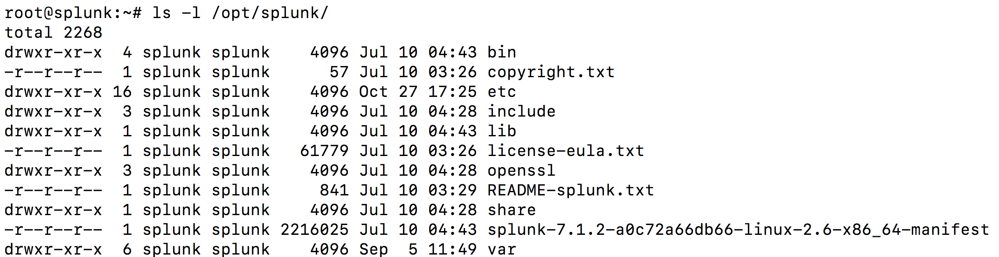 root@splunk:~# ls -l /opt/splunk/
total 2268
drwxr-xr-x  4 splunk splunk    4096 Jul 10 04:43 bin
-r--r--r--  1 splunk splunk      57 Jul 10 03:26 copyright.txt
drwxr-xr-x 16 splunk splunk    4096 Oct 27 17:25 etc
drwxr-xr-x  3 splunk splunk    4096 Jul 10 04:28 include
drwxr-xr-x  1 splunk splunk    4096 Jul 10 04:43 lib
-r--r--r--  1 splunk splunk   61779 Jul 10 03:26 license-eula.txt
drwxr-xr-x  3 splunk splunk    4096 Jul 10 04:28 openssl
-r--r--r--  1 splunk splunk     841 Jul 10 03:29 README-splunk.txt
drwxr-xr-x  1 splunk splunk    4096 Jul 10 04:28 share
-r--r--r--  1 splunk splunk 2216025 Jul 10 04:43 splunk-7.1.2-a0c72a66db66-linux-2.6-x86_64-manifest
drwxr-xr-x  6 splunk splunk    4096 Sep  5 11:49 var